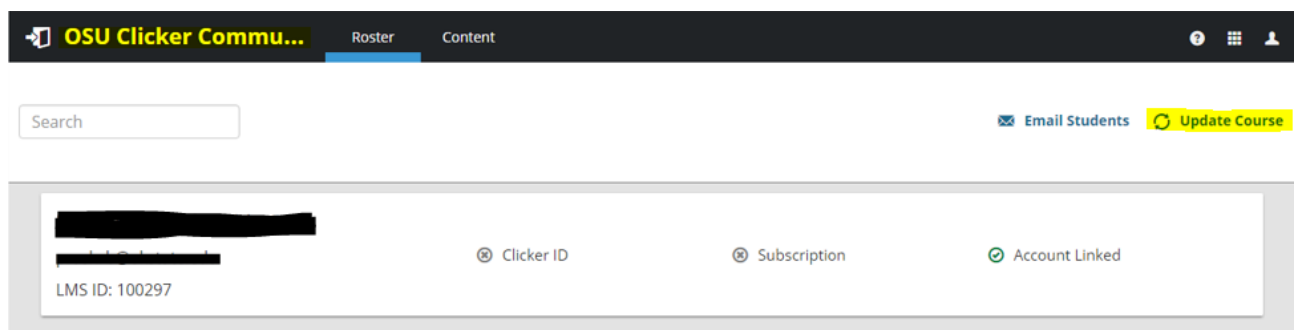 OSU Clicker Commu... Roster Content
Search
Email Students Update Course
Clicker ID Subscription Account Linked
LMS ID: 100297